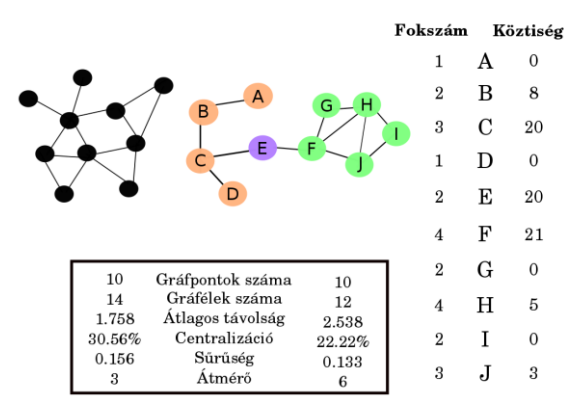 Fokszám Köztiség
1 A 0
2 B 8
3 C 20
1 D 0
2 E 20
4 F 21
2 G 0
4 H 5
2 I 0
3 J 3
A
B
C
D
E
F
G
H
I
J
10 Gráfpontok száma 10
14 Gráfélek száma 12
1.758 Átlagos távolság 2.538
30.56% Centralizáció 22.22%
0.156 Sűrűség 0.133
3 Átmérő 6